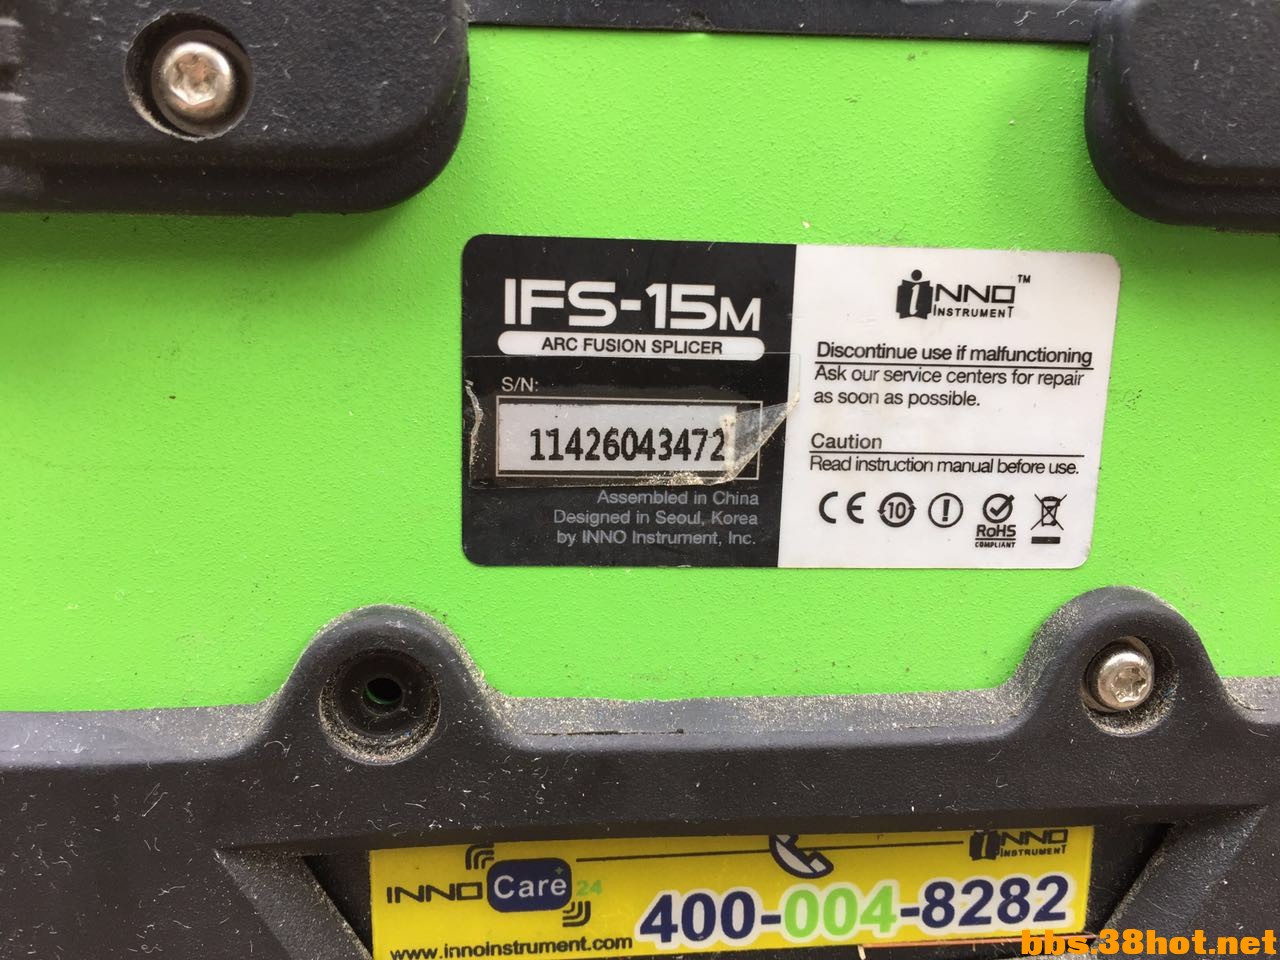 IFS-15M
ARC FUSION SPLICER
S/N:
11426043472
Assembled in China
Designed in Seoul, Korea
by INNO Instrument, Inc.
iNNO™
INSTRUMENT
Discontinue use if malfunctioning
Ask our service centers for repair
as soon as possible.
Caution
Read instruction manual before use.
CE 10 ! RoHS
COMPLIANT
INNO Care 24
iNNO
INSTRUMENT
400-004-8282
www.innoinstrument.com
bbs.38hot.net